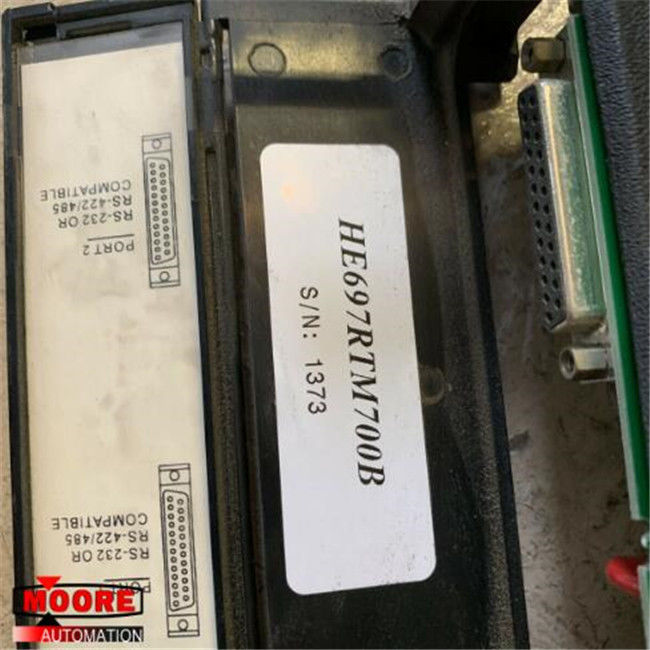 HE697RTM700B
S/N: 1373
PORT 2
RS-232 OR
RS-422/485
COMPATIBLE
RS-232 OR
RS-422/485
COMPATIBLE
MOORE
AUTOMATION